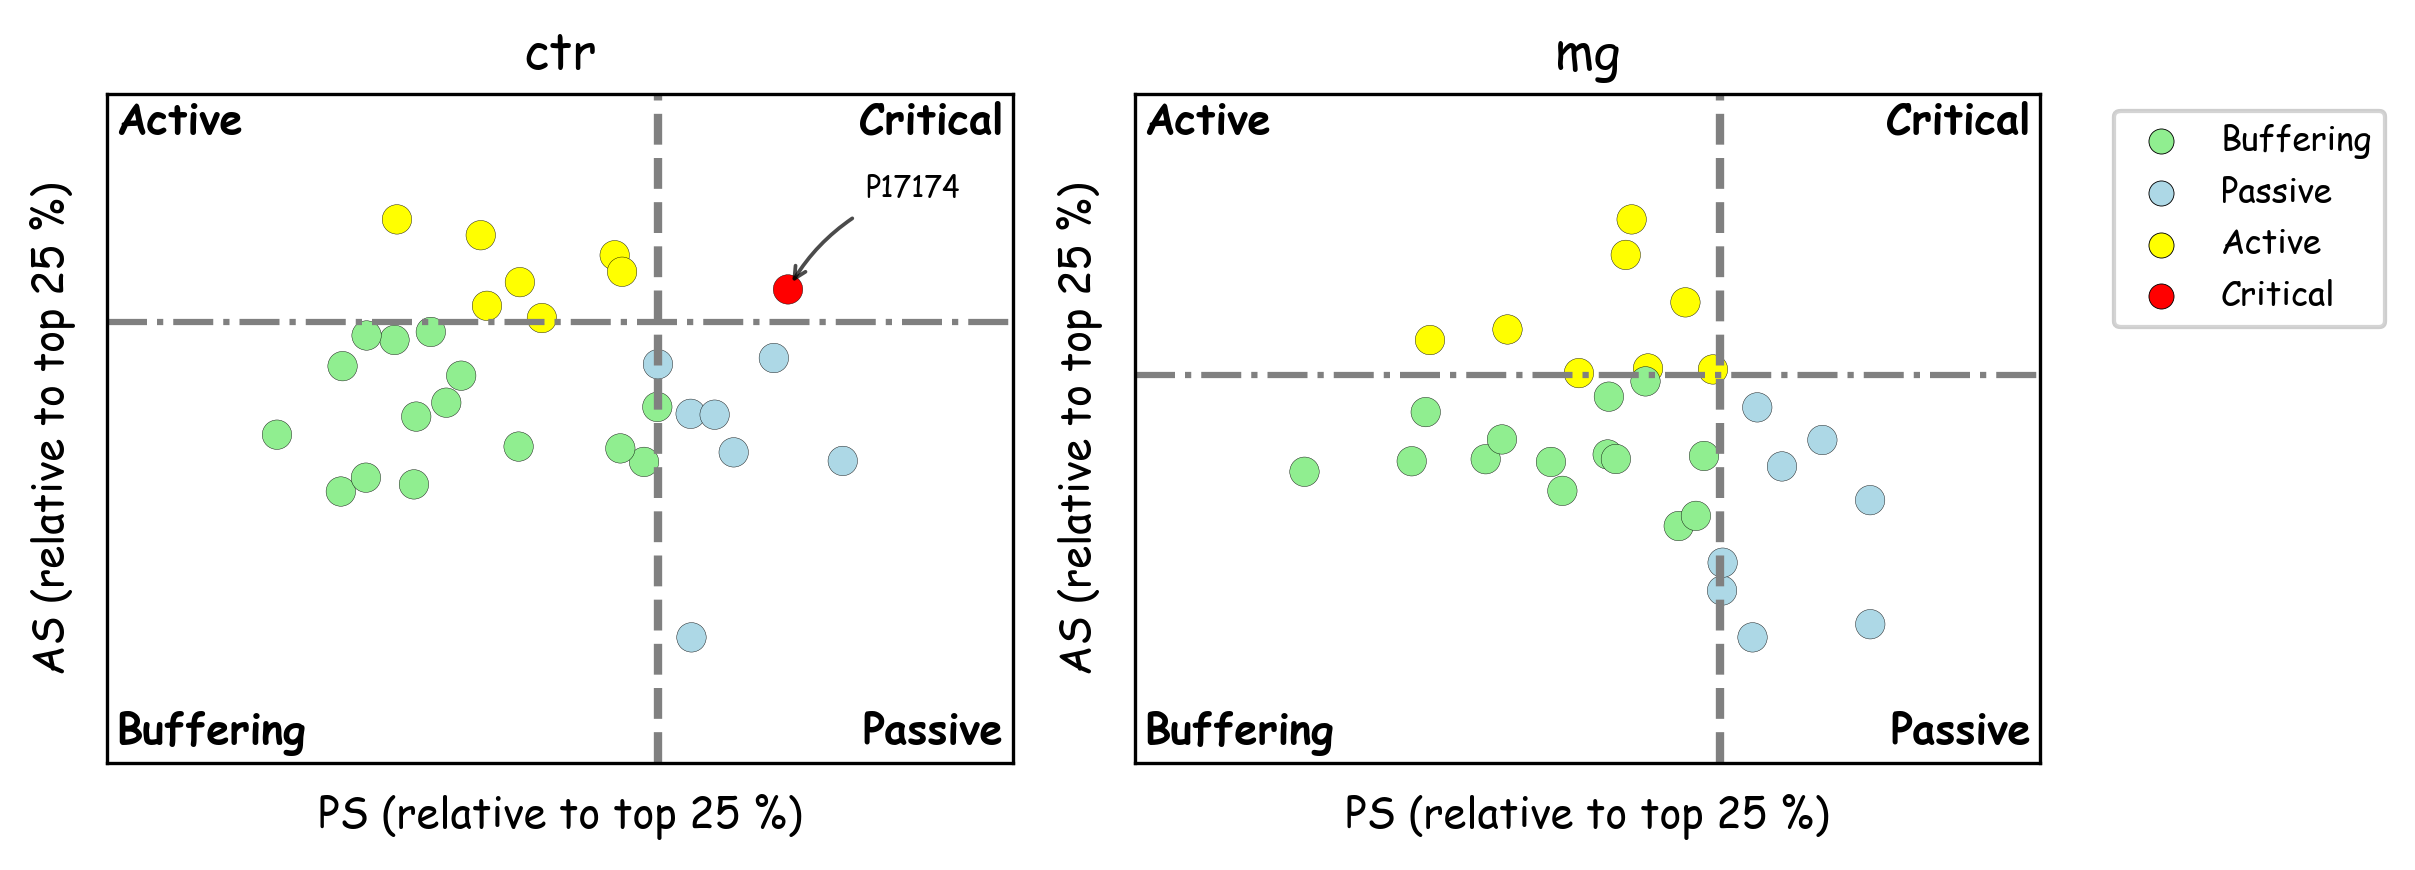 ctr
Active
Critical
P17174
Buffering
Passive
AS (relative to top 25 %)
PS (relative to top 25 %)
mg
Active
Critical
Buffering
Passive
AS (relative to top 25 %)
PS (relative to top 25 %)
Buffering
Passive
Active
Critical